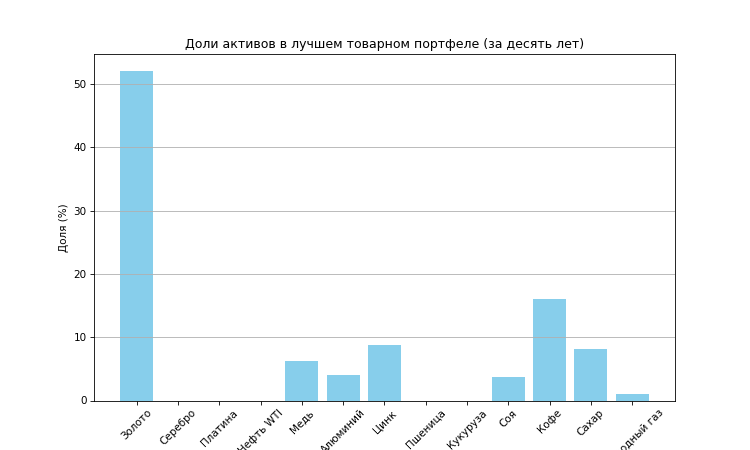 Доли активов в лучшем товарном портфеле (за десять лет)
Доля (%)
50
40
30
20
10
0
Золото
Серебро
Платина
Нефть WTI
Медь
Алюминий
Цинк
Пшеница
Кукуруза
Соя
Кофе
Сахар
газ